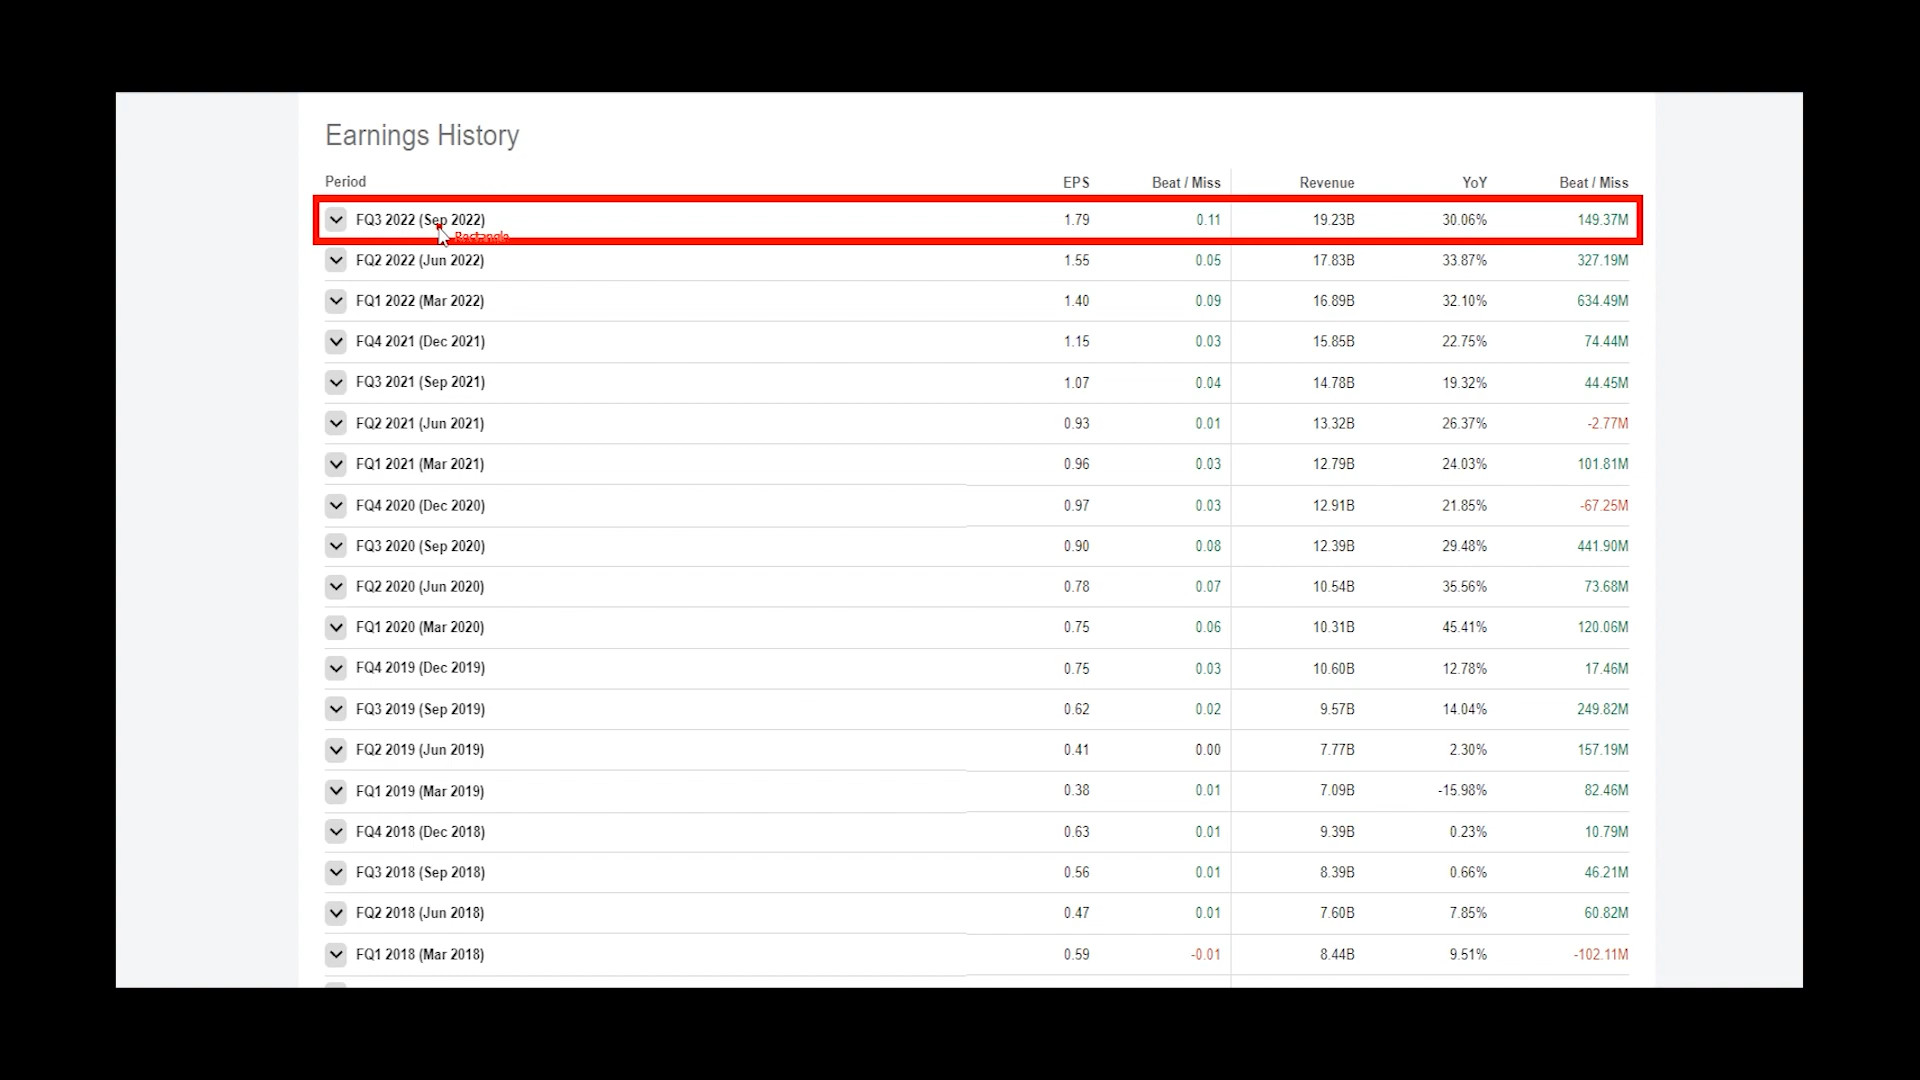 Earnings History
Period EPS Beat / Miss Revenue YoY Beat / Miss
FQ3 2022 (Sep 2022) 1.79 0.11 19.23B 30.06% 149.37M
Rectangle
FQ2 2022 (Jun 2022) 1.55 0.05 17.83B 33.87% 327.19M
FQ1 2022 (Mar 2022) 1.40 0.09 16.89B 32.10% 634.49M
FQ4 2021 (Dec 2021) 1.15 0.03 15.85B 22.75% 74.44M
FQ3 2021 (Sep 2021) 1.07 0.04 14.78B 19.32% 44.45M
FQ2 2021 (Jun 2021) 0.93 0.01 13.32B 26.37% -2.77M
FQ1 2021 (Mar 2021) 0.96 0.03 12.79B 24.03% 101.81M
FQ4 2020 (Dec 2020) 0.97 0.03 12.91B 21.85% -67.25M
FQ3 2020 (Sep 2020) 0.90 0.08 12.39B 29.48% 441.90M
FQ2 2020 (Jun 2020) 0.78 0.07 10.54B 35.56% 73.68M
FQ1 2020 (Mar 2020) 0.75 0.06 10.31B 45.41% 120.06M
FQ4 2019 (Dec 2019) 0.75 0.03 10.60B 12.78% 17.46M
FQ3 2019 (Sep 2019) 0.62 0.02 9.57B 14.04% 249.82M
FQ2 2019 (Jun 2019) 0.41 0.00 7.77B 2.30% 157.19M
FQ1 2019 (Mar 2019) 0.38 0.01 7.09B -15.98% 82.46M
FQ4 2018 (Dec 2018) 0.63 0.01 9.39B 0.23% 10.79M
FQ3 2018 (Sep 2018) 0.56 0.01 8.39B 0.66% 46.21M
FQ2 2018 (Jun 2018) 0.47 0.01 7.60B 7.85% 60.82M
FQ1 2018 (Mar 2018) 0.59 -0.01 8.44B 9.51% -102.11M